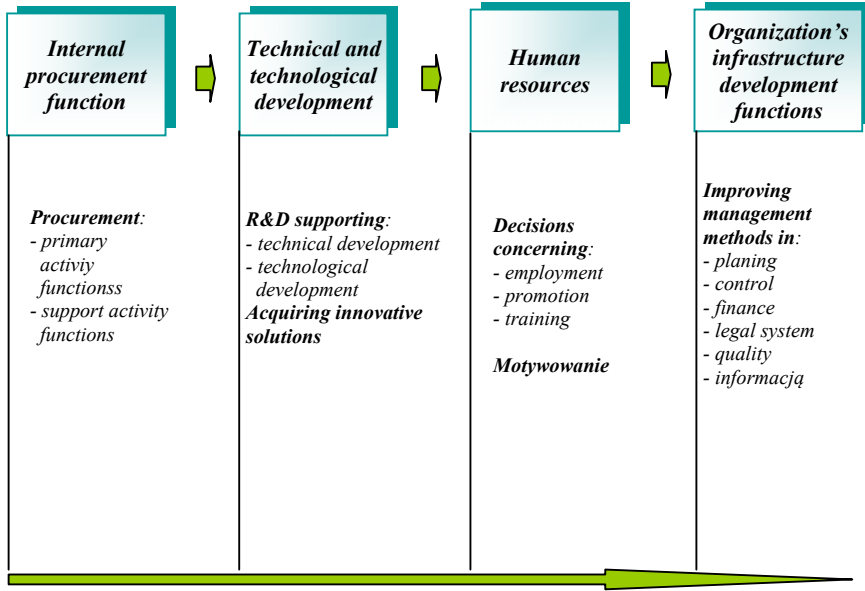 Internal
procurement
function
Technical and
technological
development
Human
resources
Organization's
infrastructure
development
functions
Procurement:
- primary
activiy
functionss
- support activity
functions
R&D supporting:
- technical development
- technological
development
Acquiring innovative
solutions
Decisions
concerning:
- employment
- promotion
- training
Motywowanie
Improving
management
methods in:
- planing
- control
- finance
- legal system
- quality
- informacją